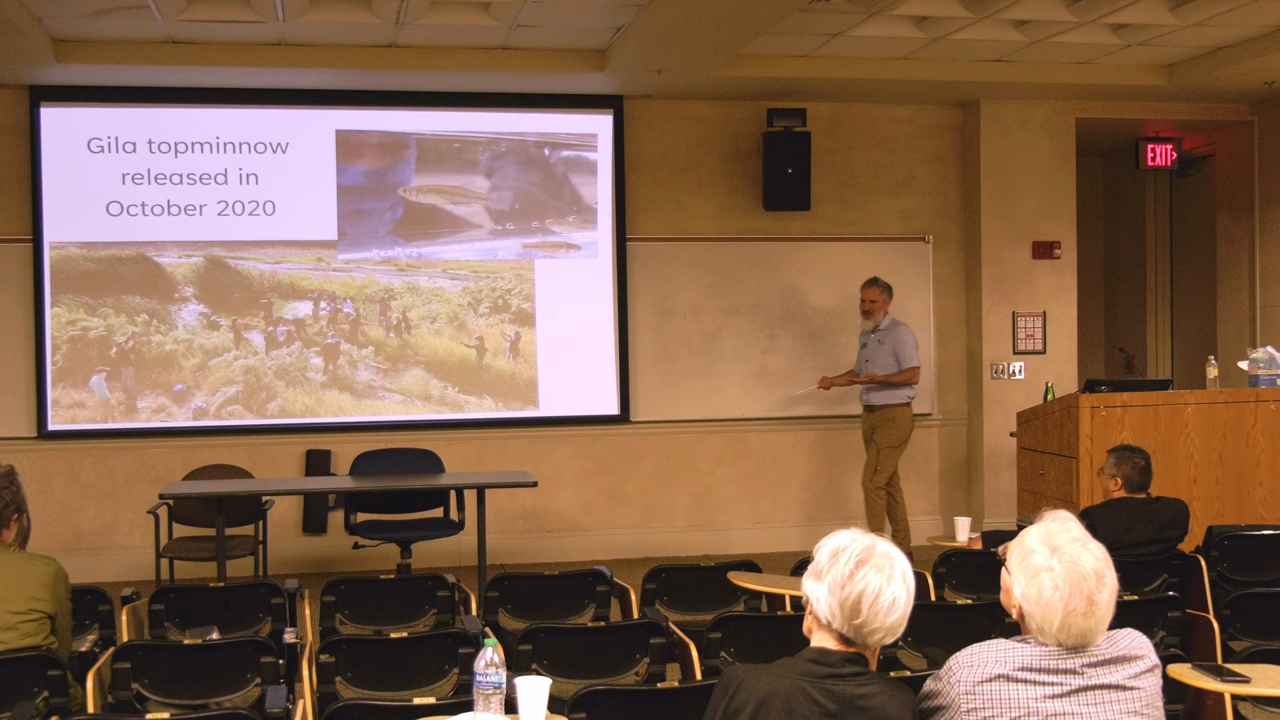 Gila topminnow
released in
October 2020
EXIT
DASANI